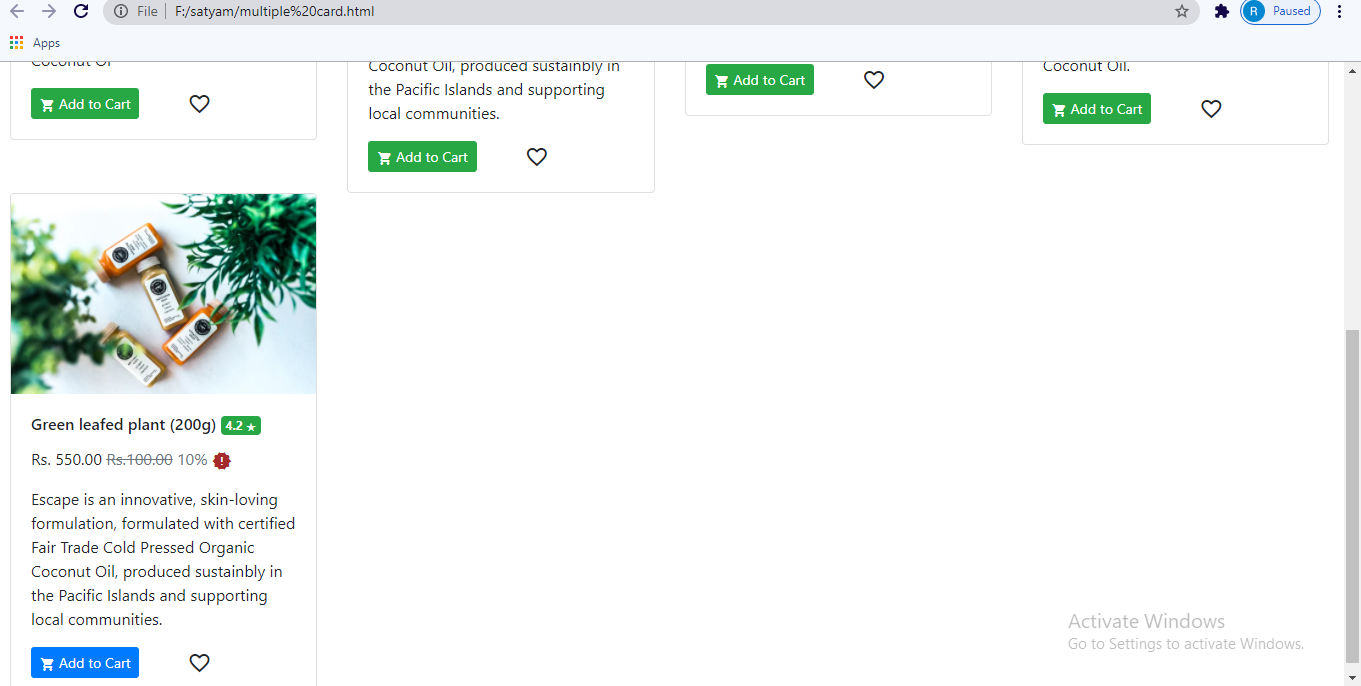 File
F:/satyam/multiple%20card.html
R
Paused
Apps
Coconut Oil, produced sustainbly in
the Pacific Islands and supporting
local communities.
Coconut Oil.
Add to Cart
Add to Cart
Add to Cart
Add to Cart
Green leafed plant (200g) 4.2 ★
Rs. 550.00 Rs.100.00 10%
Escape is an innovative, skin-loving
formulation, formulated with certified
Fair Trade Cold Pressed Organic
Coconut Oil, produced sustainbly in
the Pacific Islands and supporting
local communities.
Add to Cart
Activate Windows
Go to Settings to activate Windows.